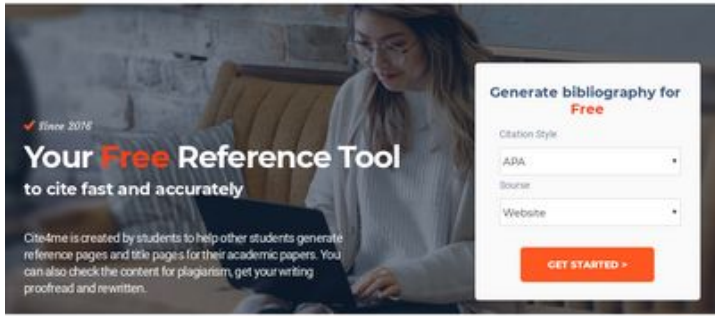 Since 2016
Your Free Reference Tool
to cite fast and accurately
Cite4me is created by students to help other students generate
reference pages and title pages for their academic papers. You
can also check the content for plagiarism, get your writing
proofread and rewritten.
Generate bibliography for
Free
Citation Style
APA
Sourse
Website
GET STARTED >